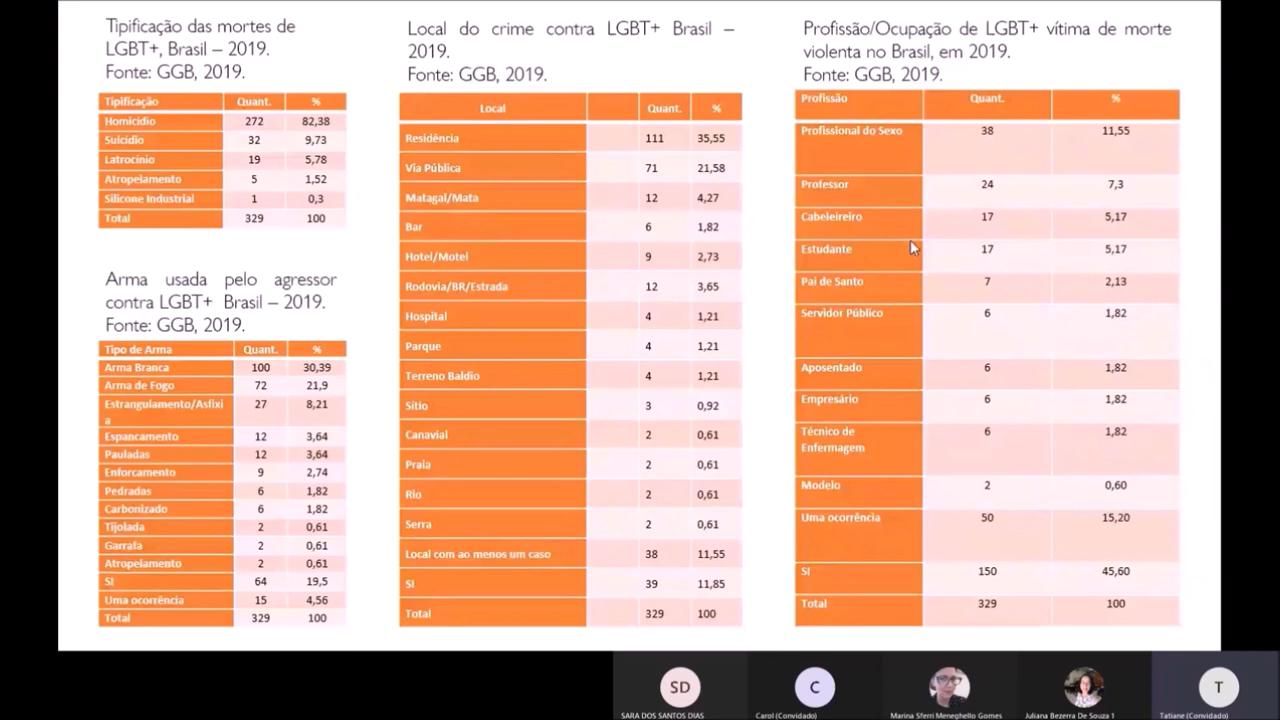 Tipificação das mortes de
LGBT+, Brasil – 2019.
Fonte: GGB, 2019.
Tipificação Quant. %
Homicídio 272 82,38
Suicídio 32 9,73
Latrocínio 19 5,78
Atropelamento 5 1,52
Silicone Industrial 1 0,3
Total 329 100
Arma usada pelo agressor
contra LGBT+ Brasil – 2019.
Fonte: GGB, 2019.
Tipo de Arma Quant. %
Arma Branca 100 30,39
Arma de Fogo 72 21,9
Estrangulamento/Asfixi
a 27 8,21
Espancamento 12 3,64
Pauladas 12 3,64
Enforcamento 9 2,74
Pedradas 6 1,82
Carbonizado 6 1,82
Tijolada 2 0,61
Garrafa 2 0,61
Atropelamento 2 0,61
SI 64 19,5
Uma ocorrência 15 4,56
Total 329 100
Local do crime contra LGBT+ Brasil –
2019.
Fonte: GGB, 2019.
Local Quant. %
Residência 111 35,55
Via Pública 71 21,58
Matagal/Mata 12 4,27
Bar 6 1,82
Hotel/Motel 9 2,73
Rodovia/BR/Estrada 12 3,65
Hospital 4 1,21
Parque 4 1,21
Terreno Baldio 4 1,21
Sítio 3 0,92
Canavial 2 0,61
Praia 2 0,61
Rio 2 0,61
Serra 2 0,61
Local com ao menos um caso 38 11,55
SI 39 11,85
Total 329 100
Profissão/Ocupação de LGBT+ vítima de morte
violenta no Brasil, em 2019.
Fonte: GGB, 2019.
Profissão Quant. %
Profissional do Sexo 38 11,55
Professor 24 7,3
Cabeleireiro 17 5,17
Estudante 17 5,17
Pai de Santo 7 2,13
Servidor Público 6 1,82
Aposentado 6 1,82
Empresário 6 1,82
Técnico de
Enfermagem 6 1,82
Modelo 2 0,60
Uma ocorrência 50 15,20
SI 150 45,60
Total 329 100
SD
SARA DOS SANTOS DIAS
C
Carol (Convidado)
Marina Sferri Meneghello Gomes
Juliana Bezerra De Souza 1
T
Tatiane (Convidado)